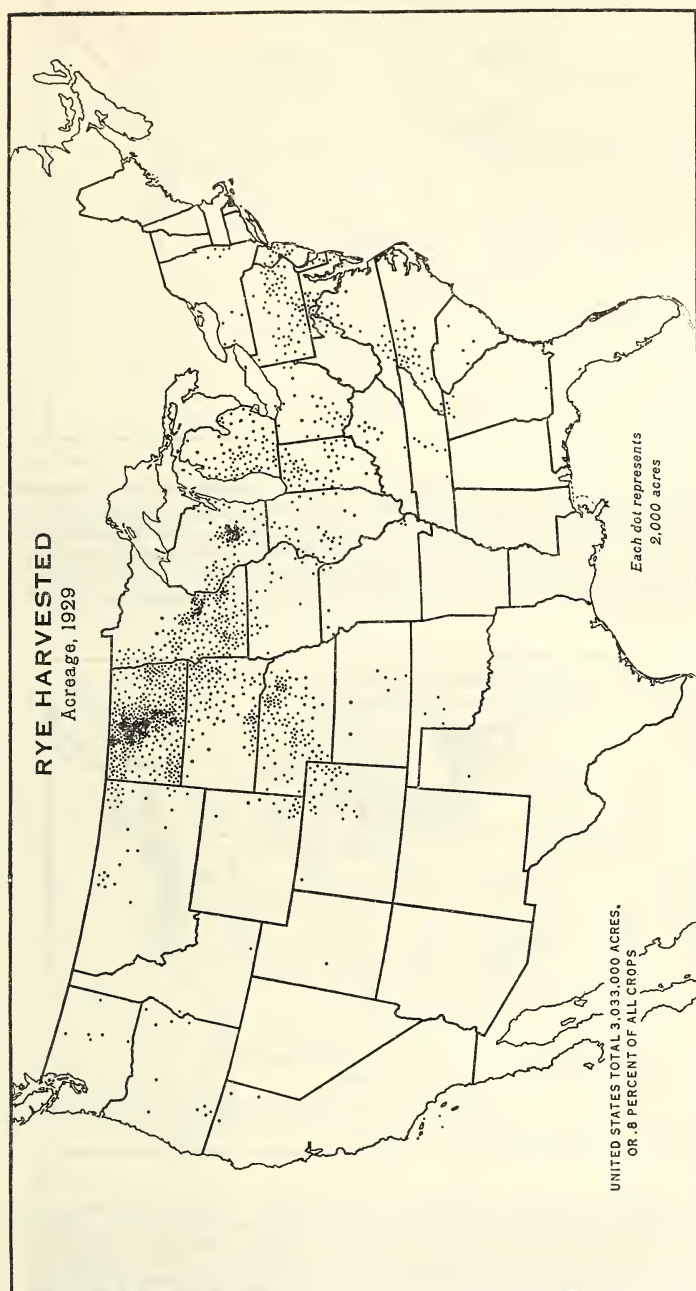 RYE HARVESTED
Acreage, 1929
Each dot represents
2,000 acres
UNITED STATES TOTAL 3,033,000 ACRES.
OR .8 PERCENT OF ALL CROPS